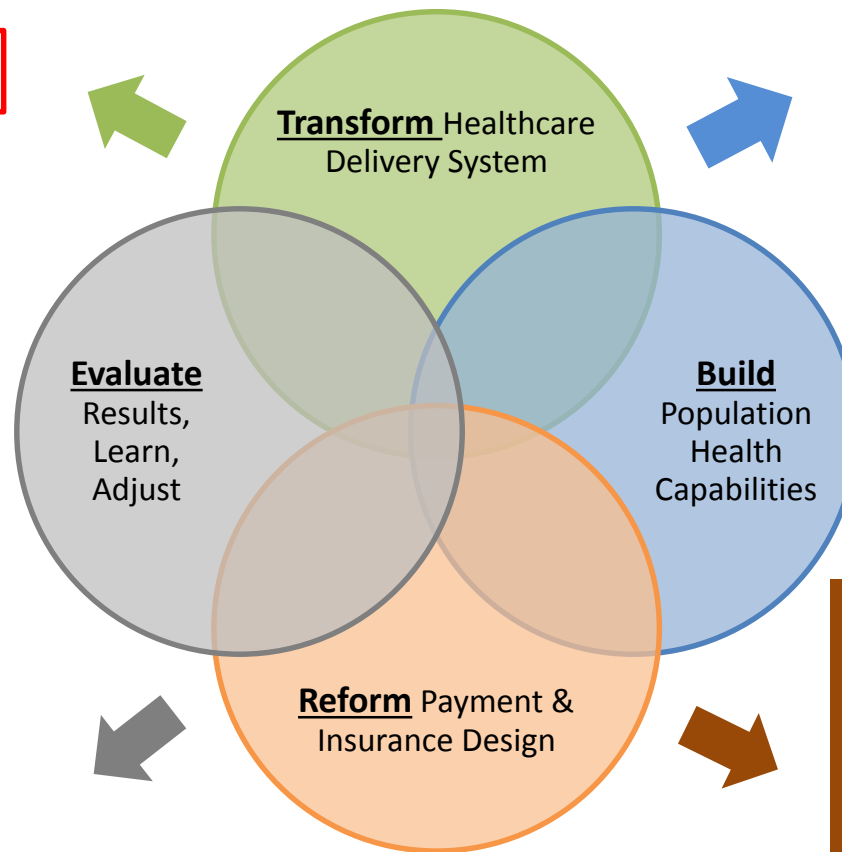 Transform Healthcare
Delivery System
Evaluate
Results,
Learn,
Adjust
Build
Population
Health
Capabilities
Reform Payment &
Insurance Design